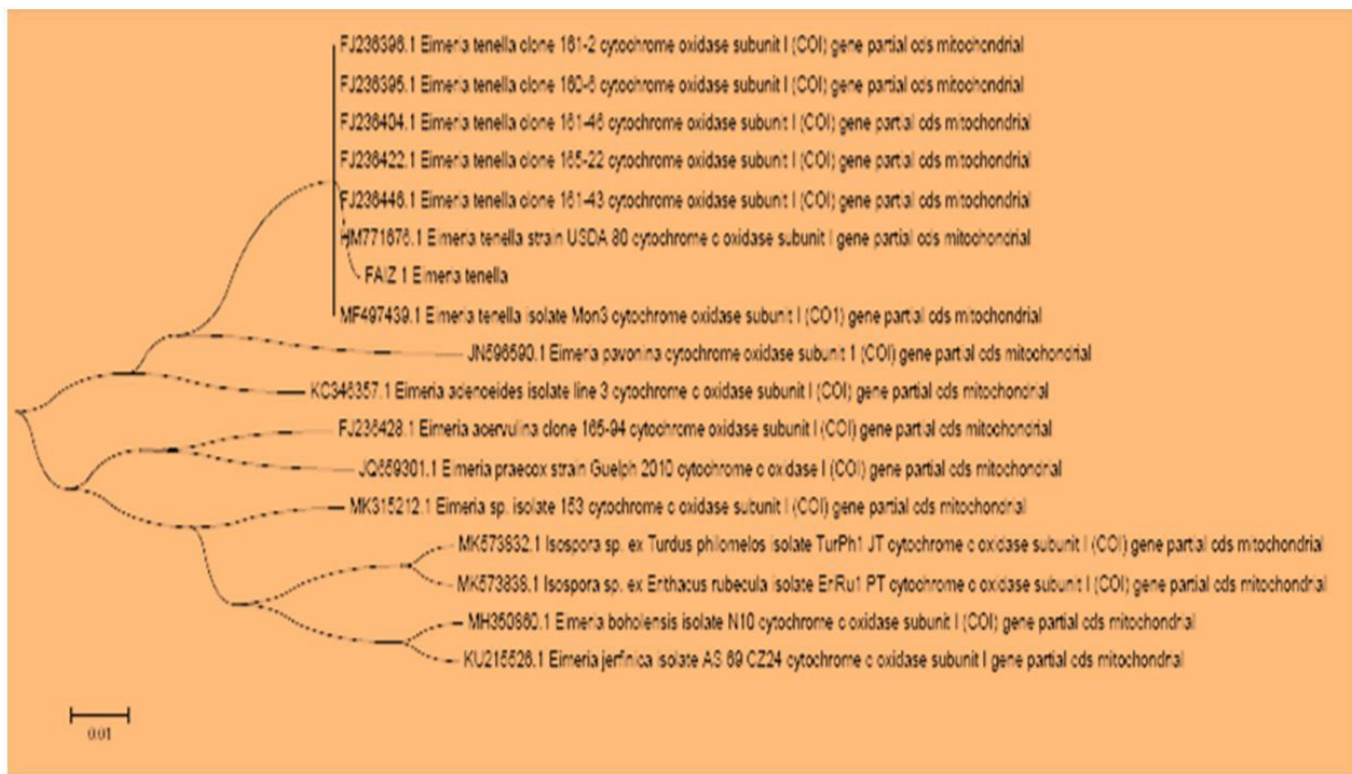 FJ236396.1 Eimeria tenella clone 161-2 cytochrome oxidase subunit I (COI) gene partial cds mitochondrial
FJ236395.1 Eimeria tenella clone 160-6 cytochrome oxidase subunit I (COI) gene partial cds mitochondrial
FJ236404.1 Eimeria tenella clone 161-46 cytochrome oxidase subunit I (COI) gene partial cds mitochondrial
FJ236422.1 Eimeria tenella clone 165-22 cytochrome oxidase subunit I (COI) gene partial cds mitochondrial
FJ236446.1 Eimeria tenella clone 161-43 cytochrome oxidase subunit I (COI) gene partial cds mitochondrial
HM771676.1 Eimeria tenella strain USDA 80 cytochrome c oxidase subunit I gene partial cds mitochondrial
FAIZ 1 Eimeria tenella
MF497439.1 Eimeria tenella isolate Mon3 cytochrome oxidase subunit I (CO1) gene partial cds mitochondrial
JN596590.1 Eimeria pavonina cytochrome oxidase subunit 1 (COI) gene partial cds mitochondrial
KC346357.1 Eimeria adenoeides isolate line 3 cytochrome c oxidase subunit I (COI) gene partial cds mitochondrial
FJ236428.1 Eimeria acervulina clone 165-94 cytochrome oxidase subunit I (COI) gene partial cds mitochondrial
JQ659301.1 Eimeria praecox strain Guelph 2010 cytochrome c oxidase I (COI) gene partial cds mitochondrial
MK315212.1 Eimeria sp. isolate 153 cytochrome c oxidase subunit I (COI) gene partial cds mitochondrial
MK573832.1 Isospora sp. ex Turdus philomelos isolate TurPh1 JT cytochrome c oxidase subunit I (COI) gene partial cds mitochondrial
MK573838.1 Isospora sp. ex Erithacus rubecula isolate EriRu1 PT cytochrome c oxidase subunit I (COI) gene partial cds mitochondrial
MH350860.1 Eimeria boholensis isolate N10 cytochrome c oxidase subunit I (COI) gene partial cds mitochondrial
KU215526.1 Eimeria jerfinica isolate AS 69 CZ24 cytochrome c oxidase subunit I gene partial cds mitochondrial
0.01